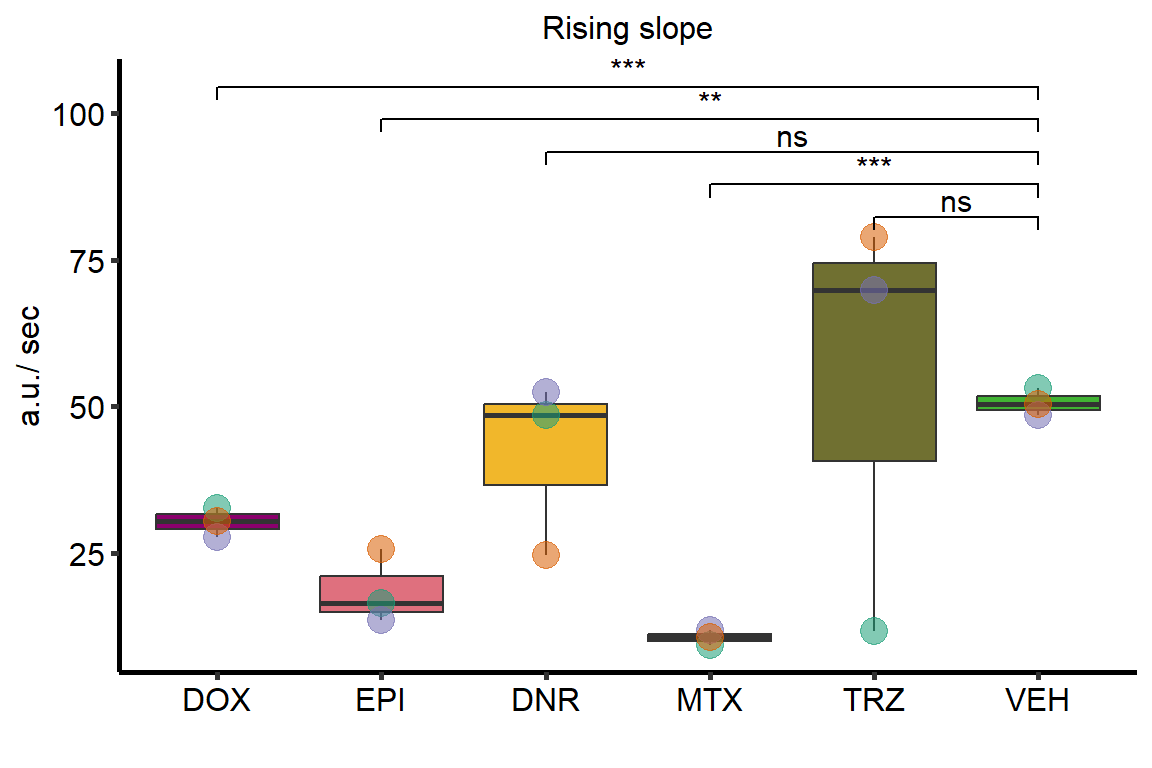 Rising slope
***
**
ns
***
ns
100
75
50
25
a.u./ sec
DOX EPI DNR MTX TRZ VEH